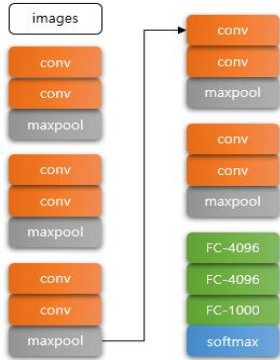 images
conv
conv
maxpool
conv
conv
maxpool
conv
conv
maxpool
conv
conv
maxpool
conv
conv
maxpool
FC-4096
FC-4096
FC-1000
softmax